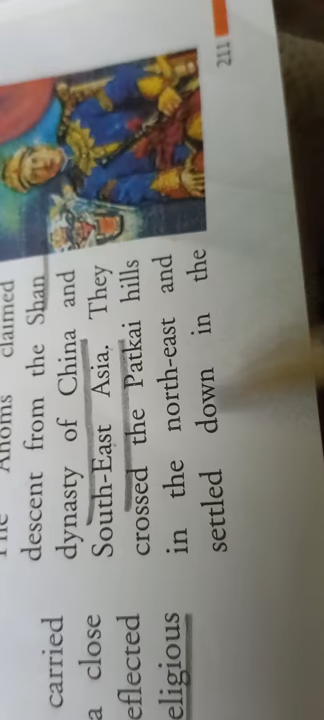 carried
a close
eflected
eligious
Ahoms claimed
descent from the Shan
dynasty of China and
South-East Asia. They
crossed the Patkai hills
in the north-east and
settled down in the
211